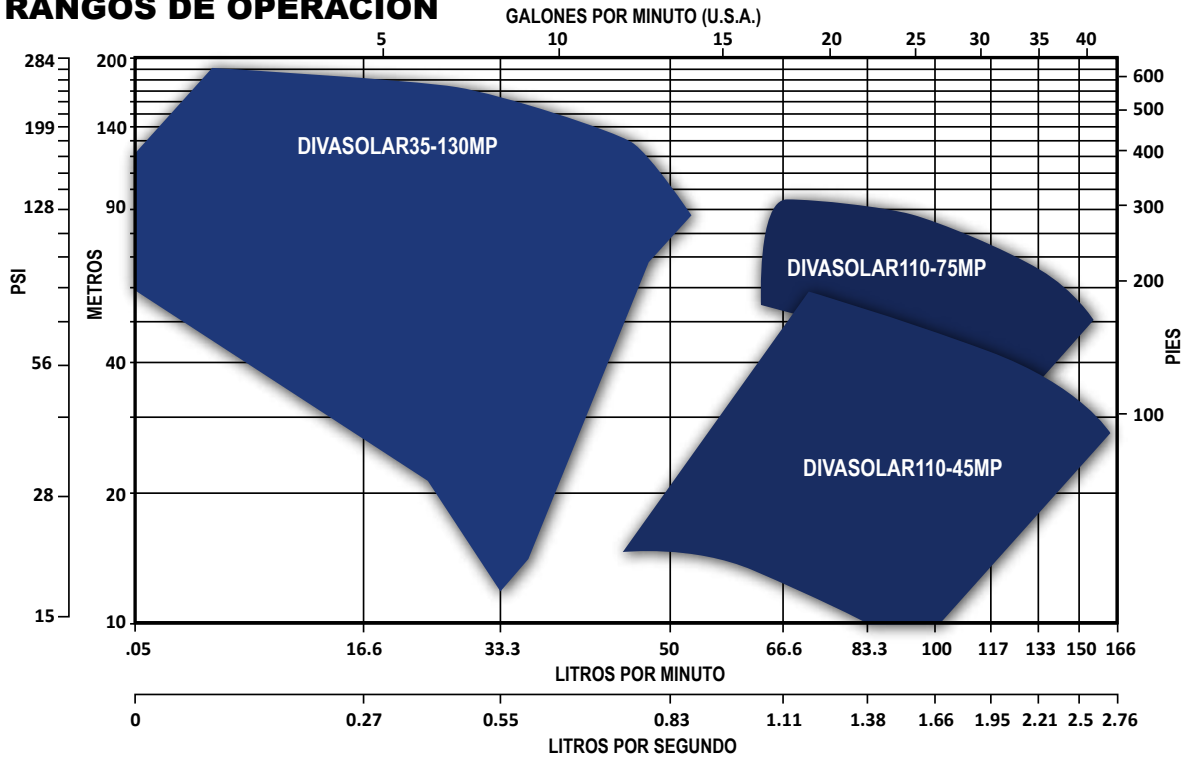 RANGOS DE OPERACIÓN
GALONES POR MINUTO (U.S.A.)
5 10 15 20 25 30 35 40
284 199 128 56 28 15
PSI
200 140 90 40 20 10
METROS
DIVASOLAR35-130MP
DIVASOLAR110-75MP
DIVASOLAR110-45MP
600 500 400 300 200 100
PIES
.05 16.6 33.3 50 66.6 83.3 100 117 133 150 166
LITROS POR MINUTO
0 0.27 0.55 0.83 1.11 1.38 1.66 1.95 2.21 2.5 2.76
LITROS POR SEGUNDO